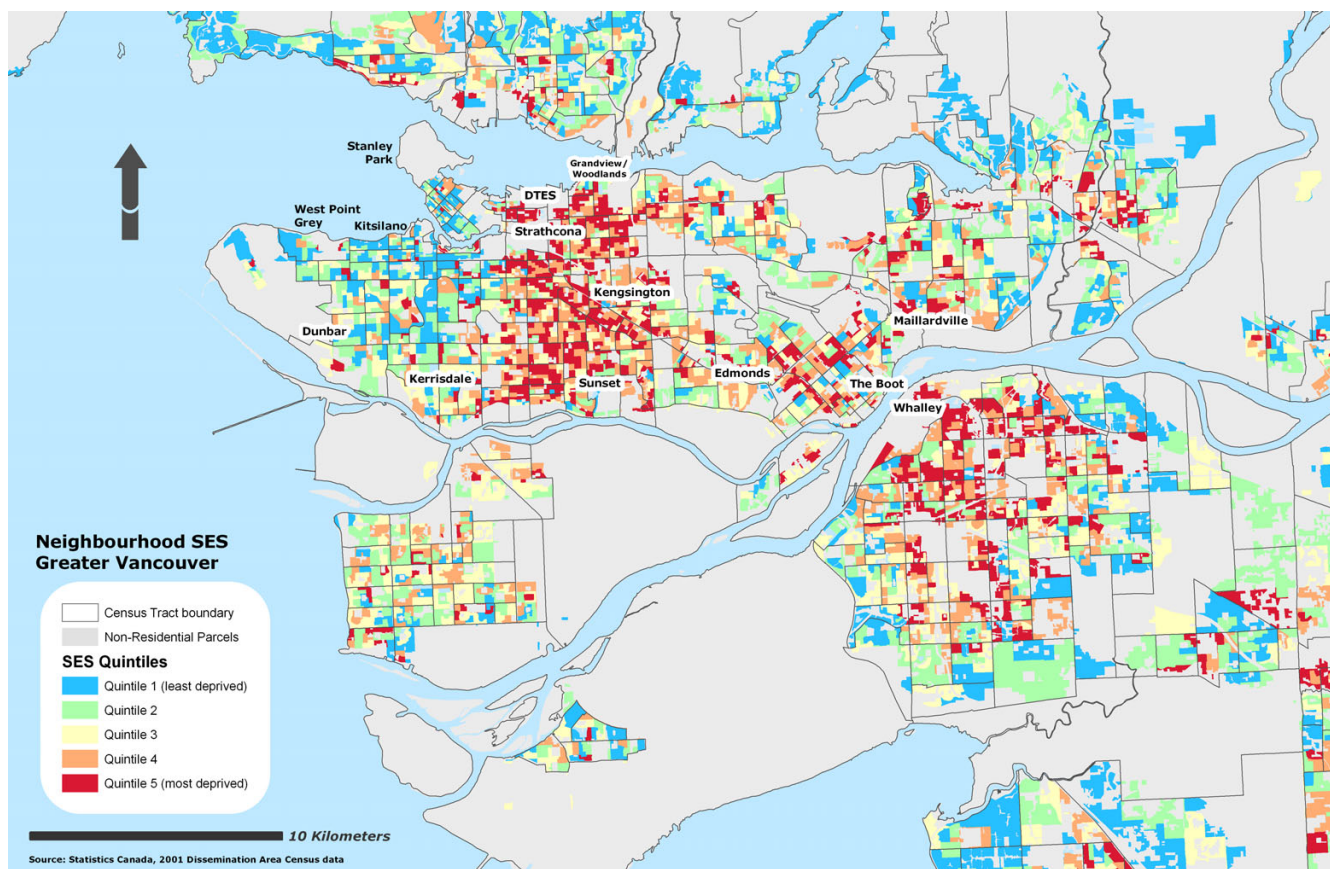 Stanley
Park
Grandview/
Woodlands
DTES
West Point
Grey
Kitsilano
Strathcona
Kengsington
Dunbar
Maillardville
Kerrisdale
Sunset
Edmonds
The Boot
Whalley
Neighbourhood SES
Greater Vancouver
Census Tract boundary
Non-Residential Parcels
SES Quintiles
Quintile 1 (least deprived)
Quintile 2
Quintile 3
Quintile 4
Quintile 5 (most deprived)
10 Kilometers
Source: Statistics Canada, 2001 Dissemination Area Census data